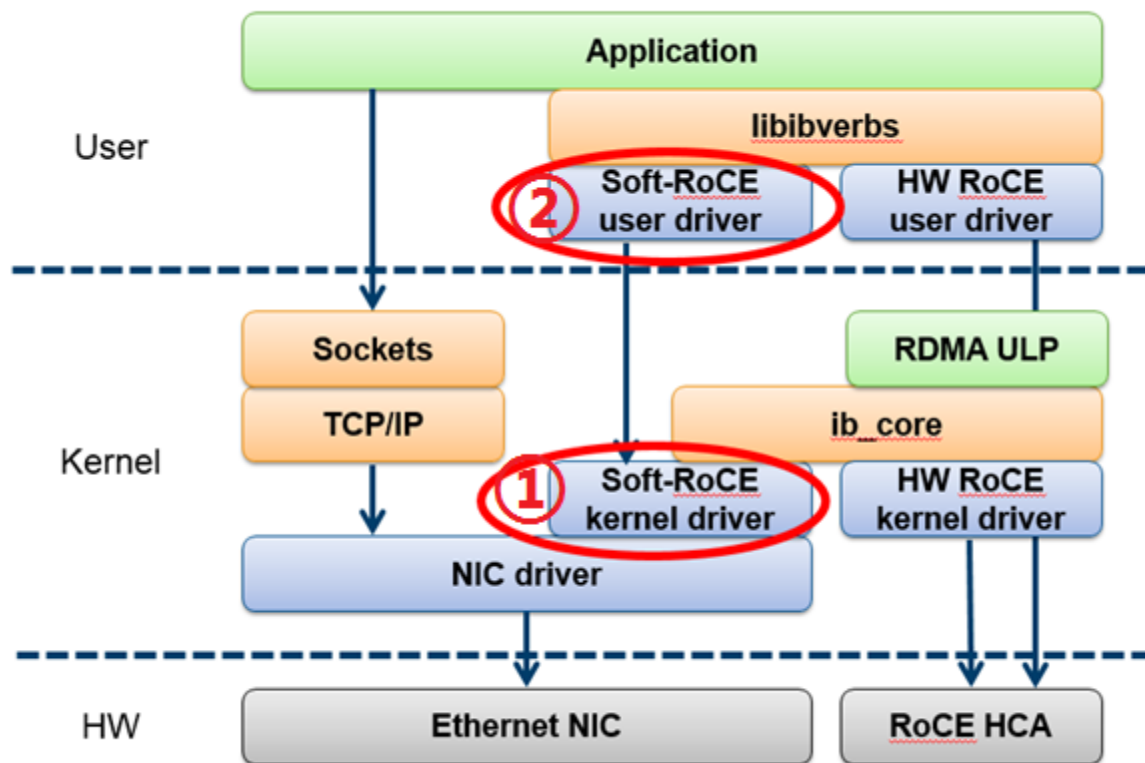 Application
User
libibverbs
②
Soft-RoCE
user driver
HW RoCE
user driver
Sockets
RDMA ULP
TCP/IP
ib_core
Kernel
①
Soft-RoCE
kernel driver
HW RoCE
kernel driver
NIC driver
HW
Ethernet NIC
RoCE HCA